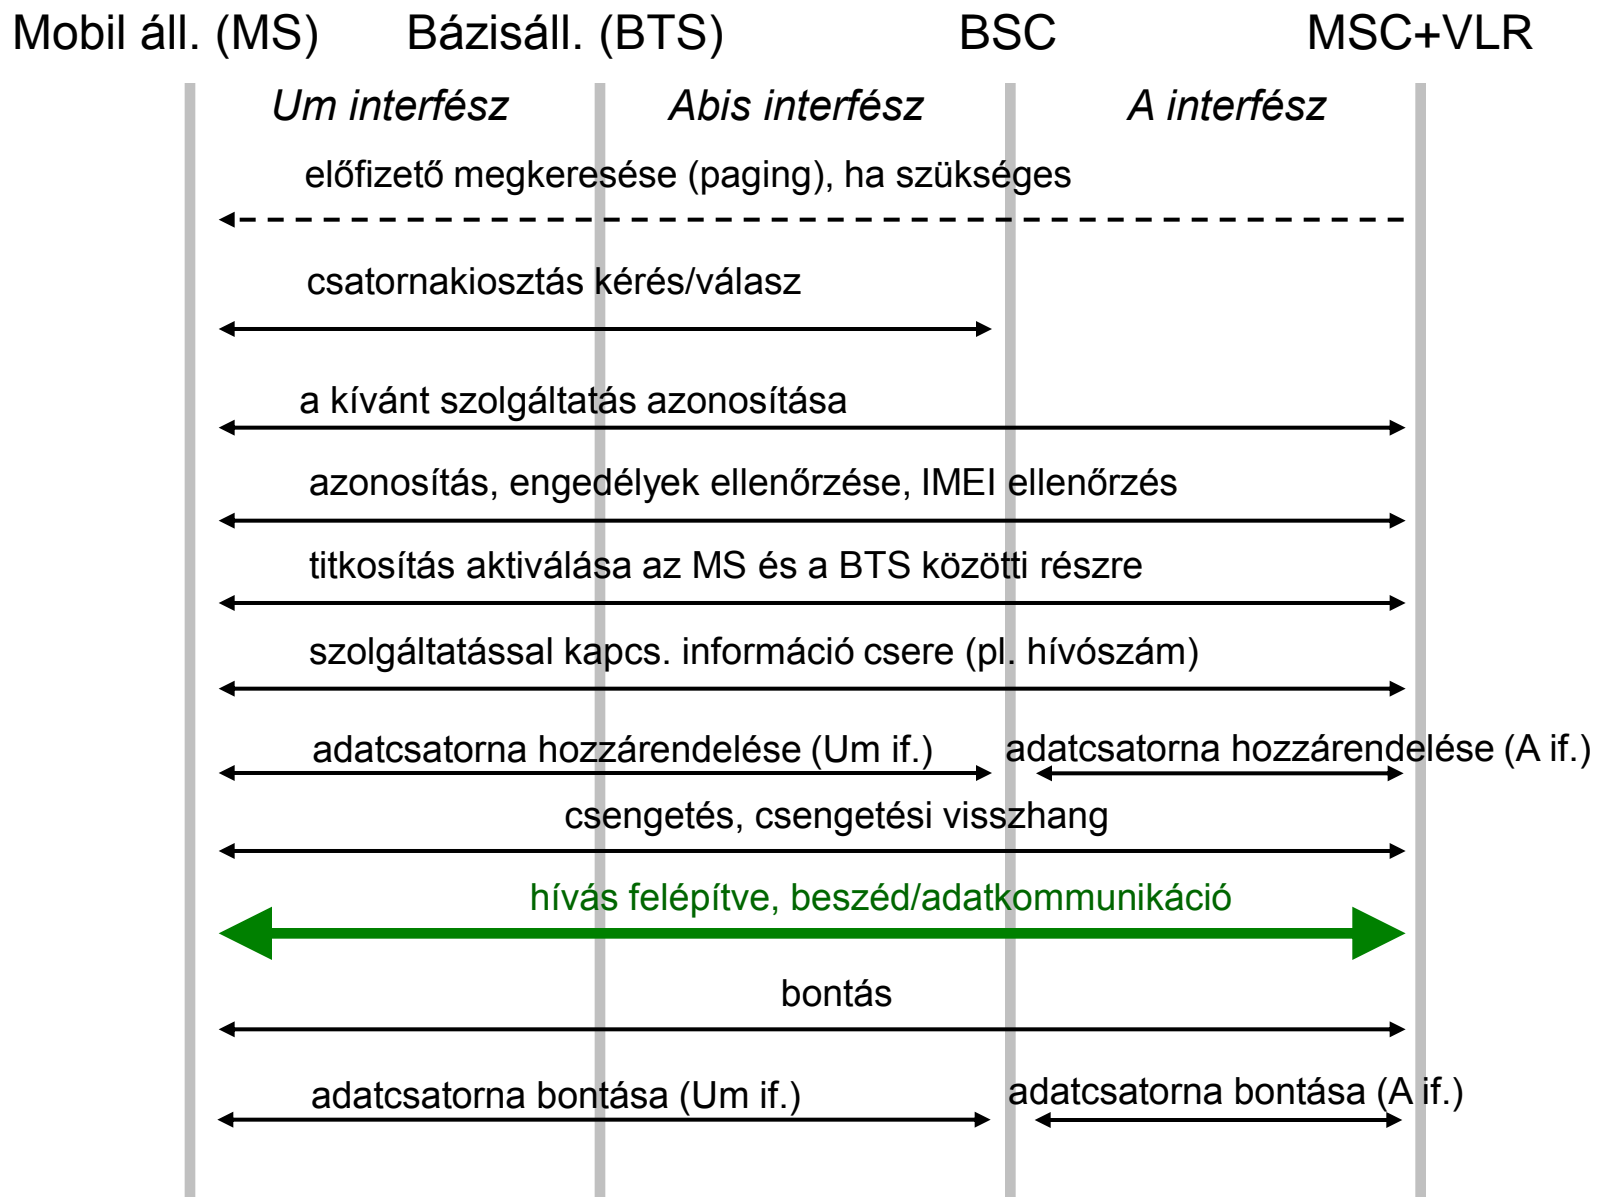 Mobil áll. (MS) Bázisáll. (BTS) BSC MSC+VLR
Um interfész Abis interfész A interfész
előfizető megkeresése (paging), ha szükséges
csatornakiosztás kérés/válasz
a kívánt szolgáltatás azonosítása
azonosítás, engedélyek ellenőrzése, IMEI ellenőrzés
titkosítás aktiválása az MS és a BTS közötti részre
szolgáltatással kapcs. információ csere (pl. hívószám)
adatcsatorna hozzárendelése (Um if.) adatcsatorna hozzárendelése (A if.)
csengetés, csengetési visszhang
hívás felépítve, beszéd/adatkommunikáció
bontás
adatcsatorna bontása (Um if.) adatcsatorna bontása (A if.)